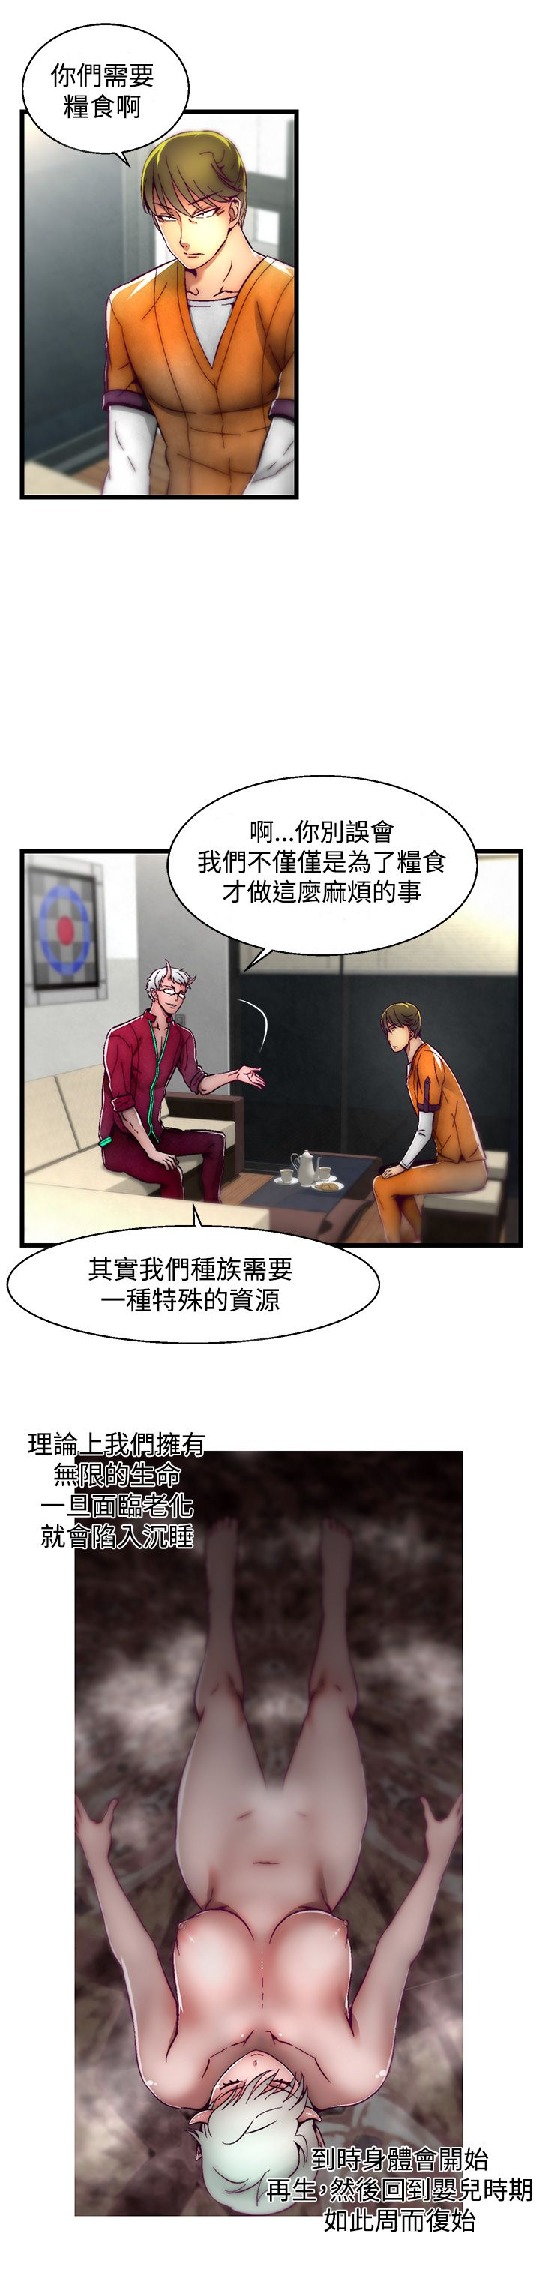 你們需要
糧食啊
啊...你別誤會
我們不僅僅是為了糧食
才做這麼麻煩的事
其實我們種族需要
一種特殊的資源
理論上我們擁有
無限的生命
一旦面臨老化
就會陷入沉睡
到時身體會開始
再生，然後回到嬰兒時期
如此周而復始